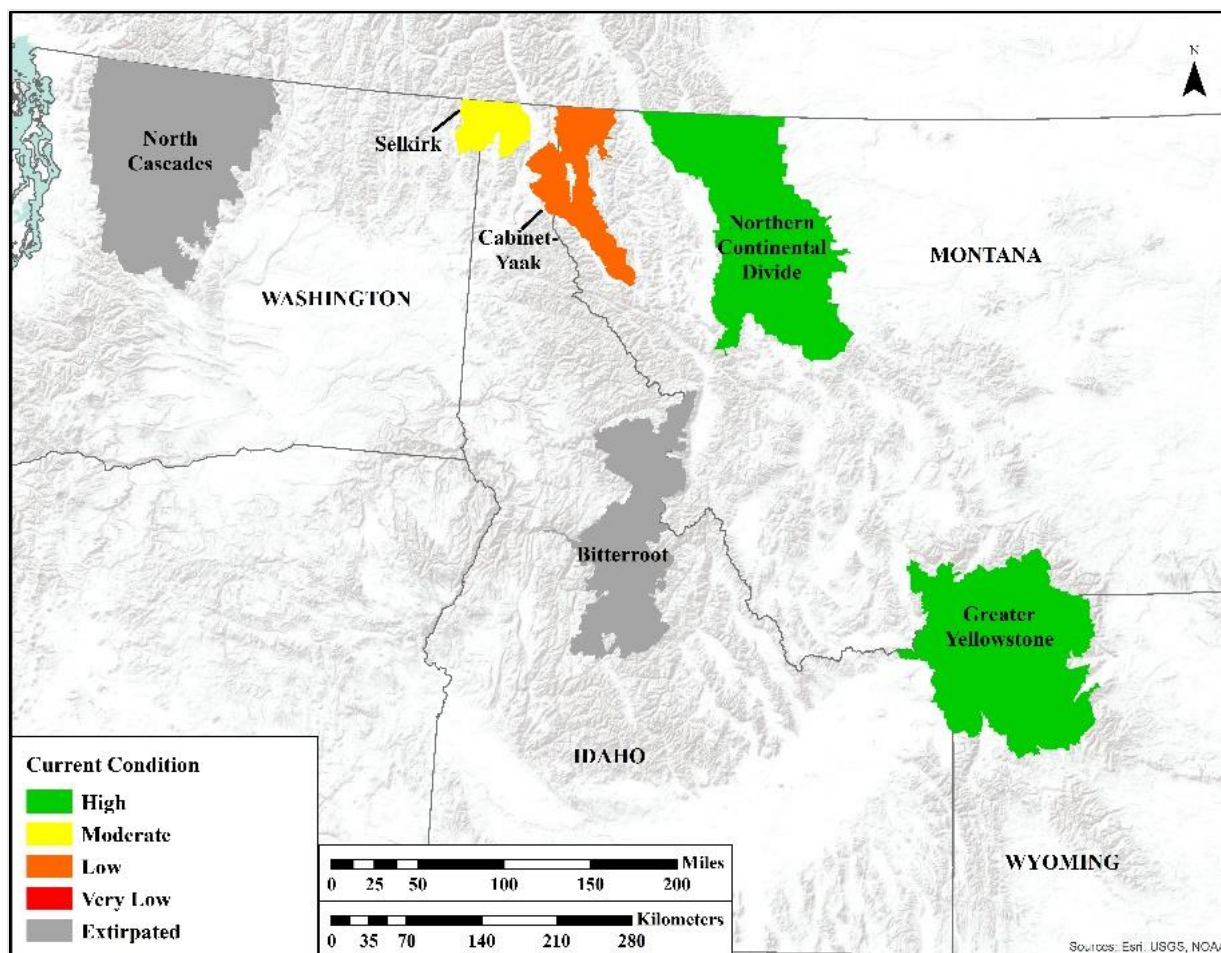 N
North
Cascades
Selkirk
Cabinet-
Yaak
Northern
Continental
Divide
MONTANA
WASHINGTON
Bitterroot
Greater
Yellowstone
IDAHO
WYOMING
Current Condition
High
Moderate
Low
Very Low
Extirpated
Miles
0 25 50 100 150 200
Kilometers
0 35 70 140 210 280
Sources: Esri, USGS, NOAA